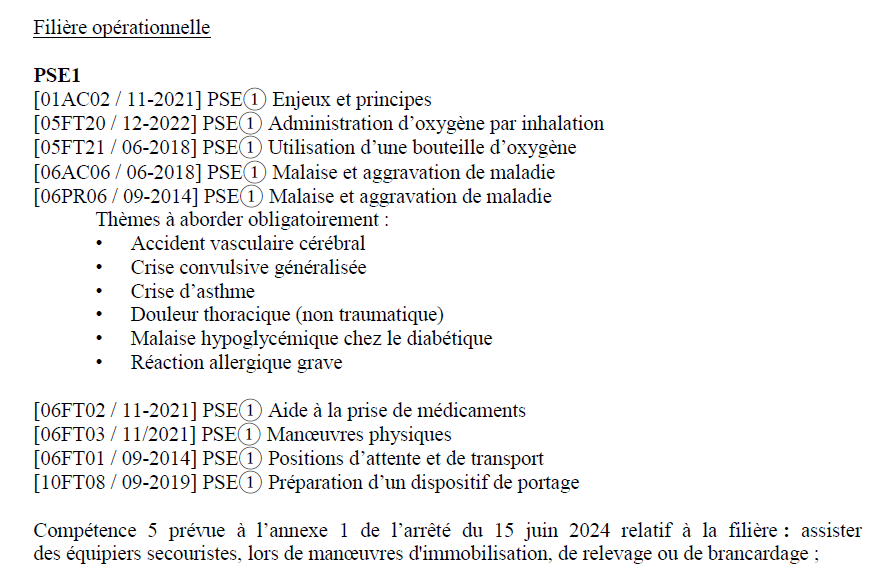 Filière opérationnelle
PSE1
[01AC02 / 11-2021] PSE① Enjeux et principes
[05FT20 / 12-2022] PSE① Administration d’oxygène par inhalation
[05FT21 / 06-2018] PSE① Utilisation d’une bouteille d’oxygène
[06AC06 / 06-2018] PSE① Malaise et aggravation de maladie
[06PR06 / 09-2014] PSE① Malaise et aggravation de maladie
Thèmes à aborder obligatoirement :
• Accident vasculaire cérébral
• Crise convulsive généralisée
• Crise d’asthme
• Douleur thoracique (non traumatique)
• Malaise hypoglycémique chez le diabétique
• Réaction allergique grave
[06FT02 / 11-2021] PSE① Aide à la prise de médicaments
[06FT03 / 11/2021] PSE① Manœuvres physiques
[06FT01 / 09-2014] PSE① Positions d’attente et de transport
[10FT08 / 09-2019] PSE① Préparation d’un dispositif de portage
Compétence 5 prévue à l’annexe 1 de l’arrêté du 15 juin 2024 relatif à la filière : assister
des équipiers secouristes, lors de manœuvres d'immobilisation, de relevage ou de brancardage ;